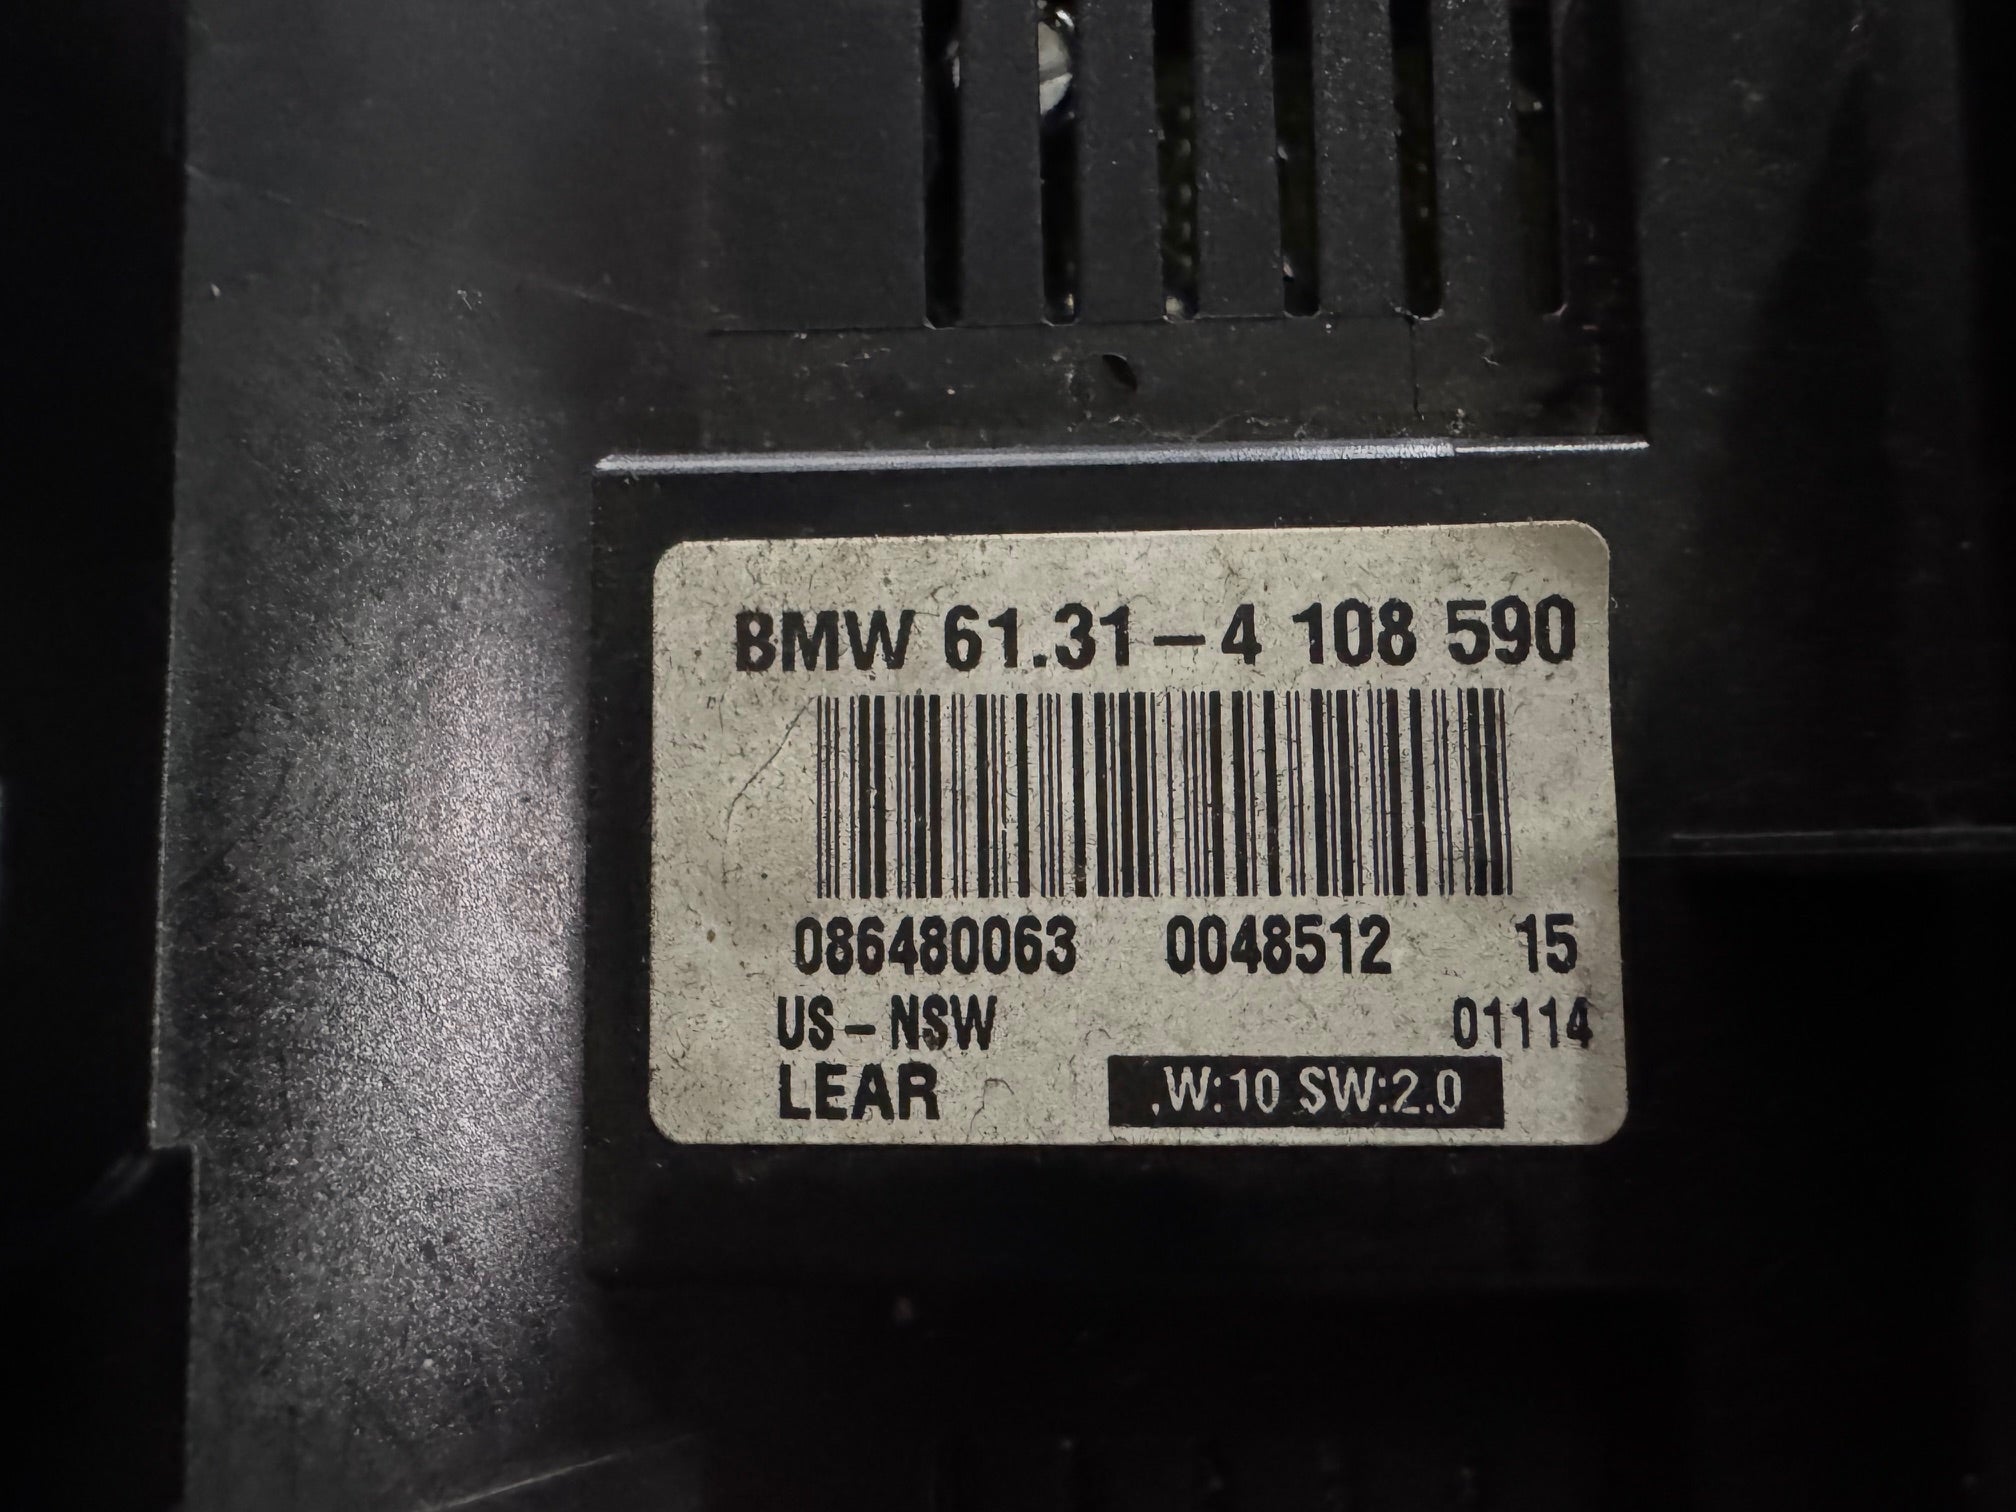 BMW 61.31-4 108 590
086480063 0048512 15
US-NSW 01114
LEAR .W:10 SW:2.0